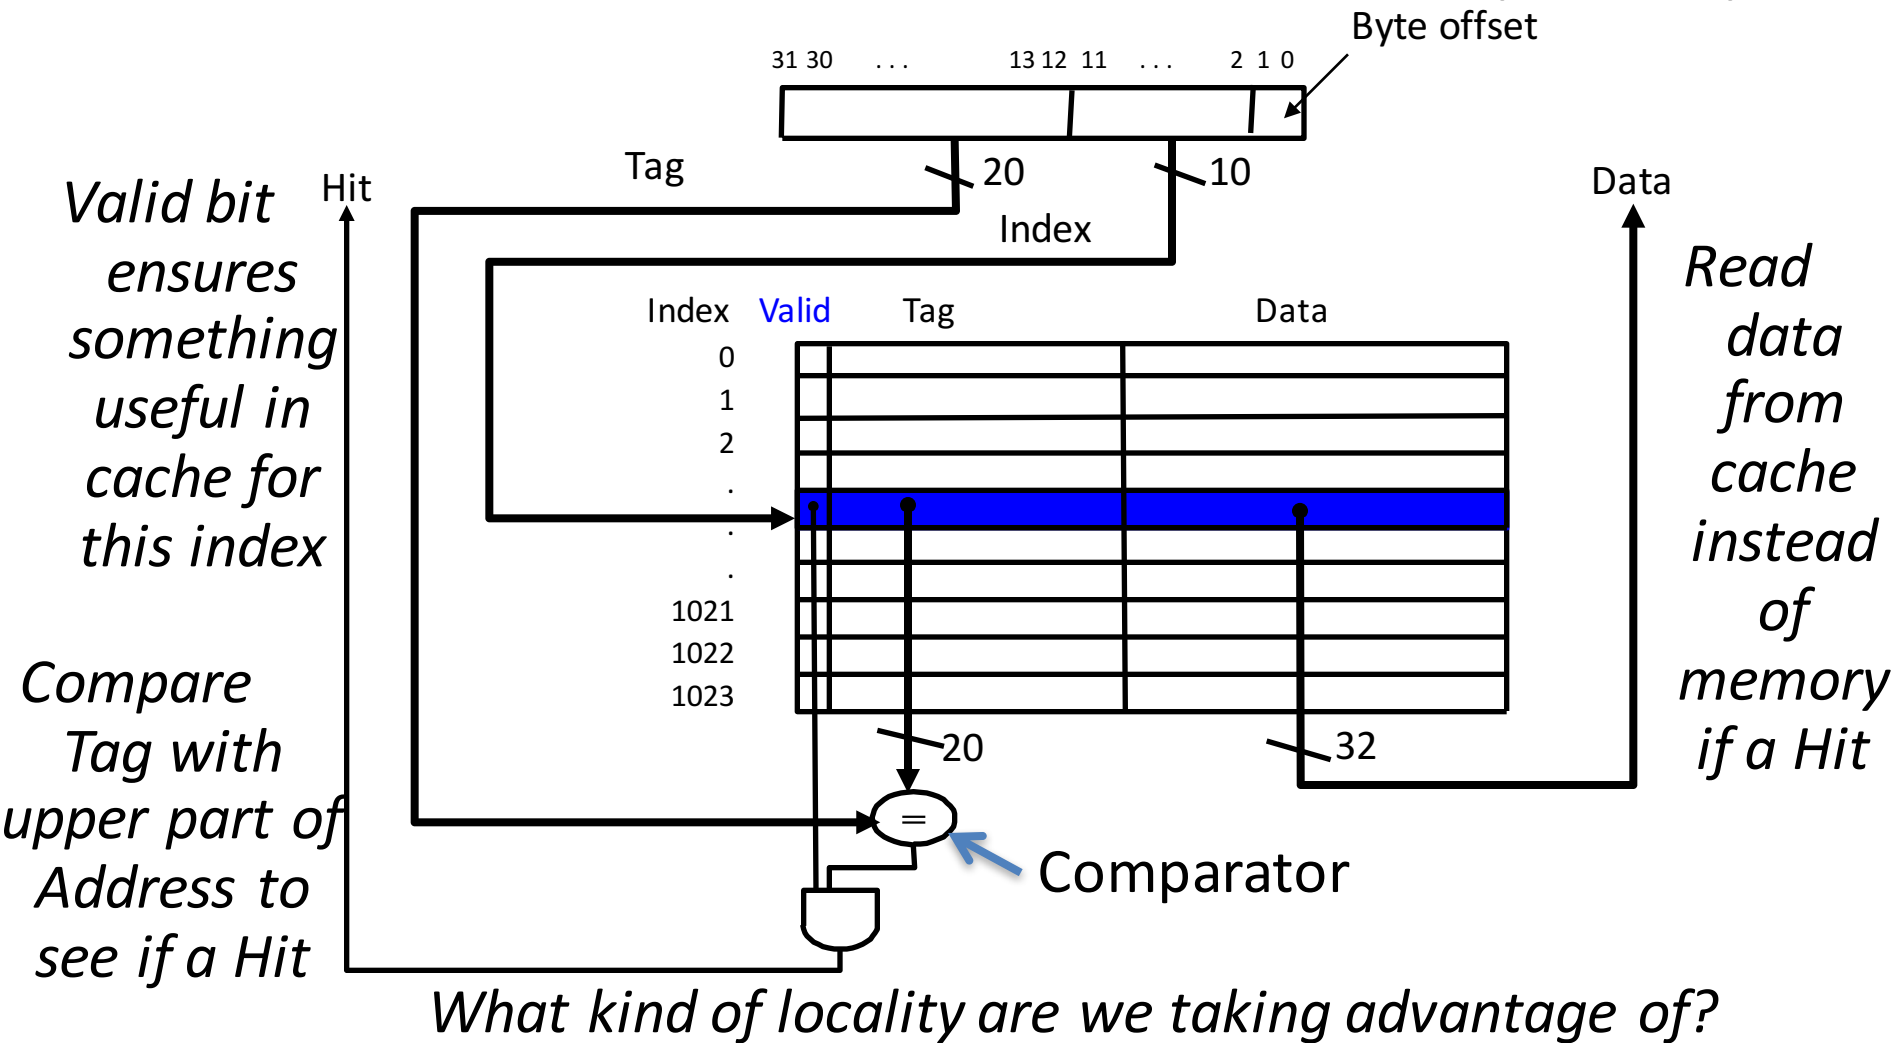 Byte offset
31 30 . . . 13 12 11 . . . 2 1 0
Tag
20
10
Index
Hit
Data
Valid bit
ensures
something
useful in
cache for
this index
Compare
Tag with
upper part of
Address to
see if a Hit
Index Valid Tag Data
0
1
2
.
.
.
1021
1022
1023
20
32
=
Comparator
Read
data
from
cache
instead
of
memory
if a Hit
What kind of locality are we taking advantage of?